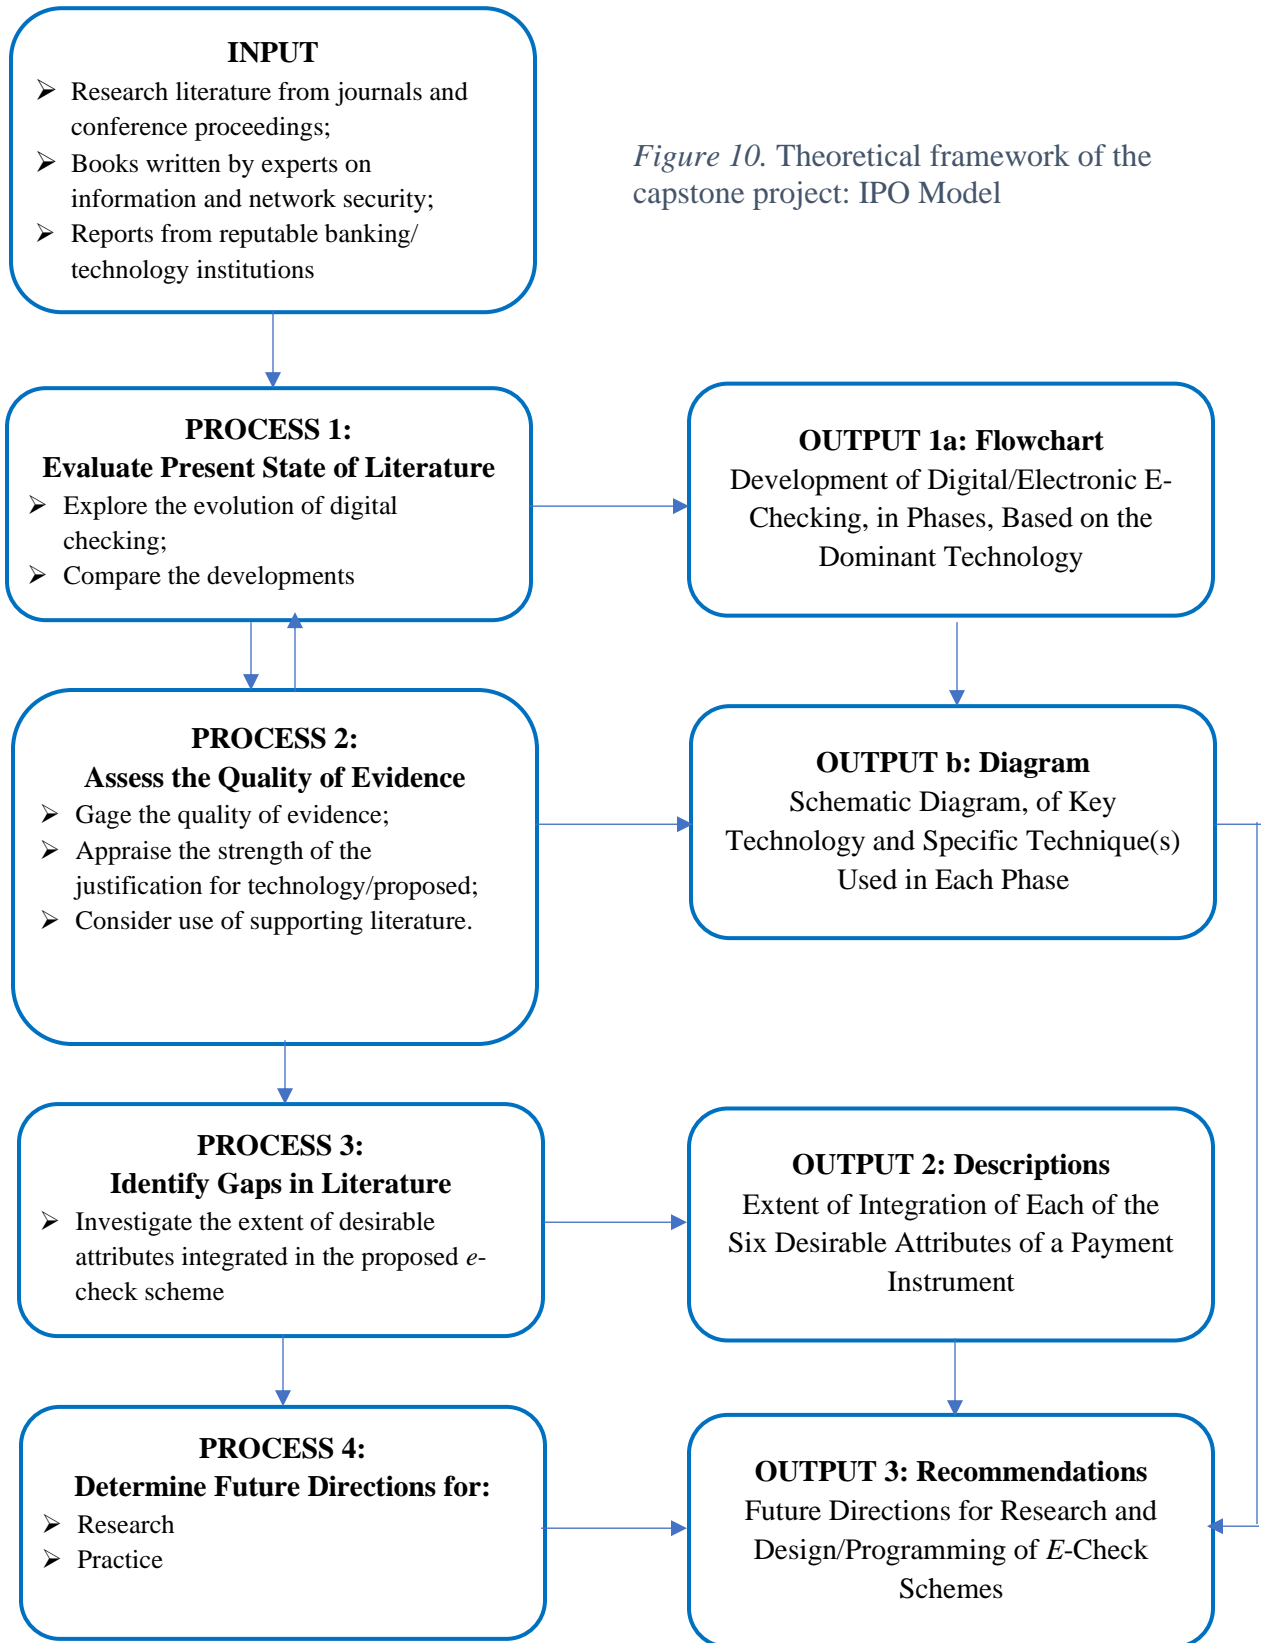 INPUT
➢ Research literature from journals and
conference proceedings;
➢ Books written by experts on
information and network security;
➢ Reports from reputable banking/
technology institutions
Figure 10. Theoretical framework of the
capstone project: IPO Model
PROCESS 1:
Evaluate Present State of Literature
➢ Explore the evolution of digital
checking;
➢ Compare the developments
OUTPUT 1a: Flowchart
Development of Digital/Electronic E-
Checking, in Phases, Based on the
Dominant Technology
PROCESS 2:
Assess the Quality of Evidence
➢ Gage the quality of evidence;
➢ Appraise the strength of the
justification for technology/proposed;
➢ Consider use of supporting literature.
OUTPUT b: Diagram
Schematic Diagram, of Key
Technology and Specific Technique(s)
Used in Each Phase
PROCESS 3:
Identify Gaps in Literature
➢ Investigate the extent of desirable
attributes integrated in the proposed e-
check scheme
OUTPUT 2: Descriptions
Extent of Integration of Each of the
Six Desirable Attributes of a Payment
Instrument
PROCESS 4:
Determine Future Directions for:
➢ Research
➢ Practice
OUTPUT 3: Recommendations
Future Directions for Research and
Design/Programming of E-Check
Schemes